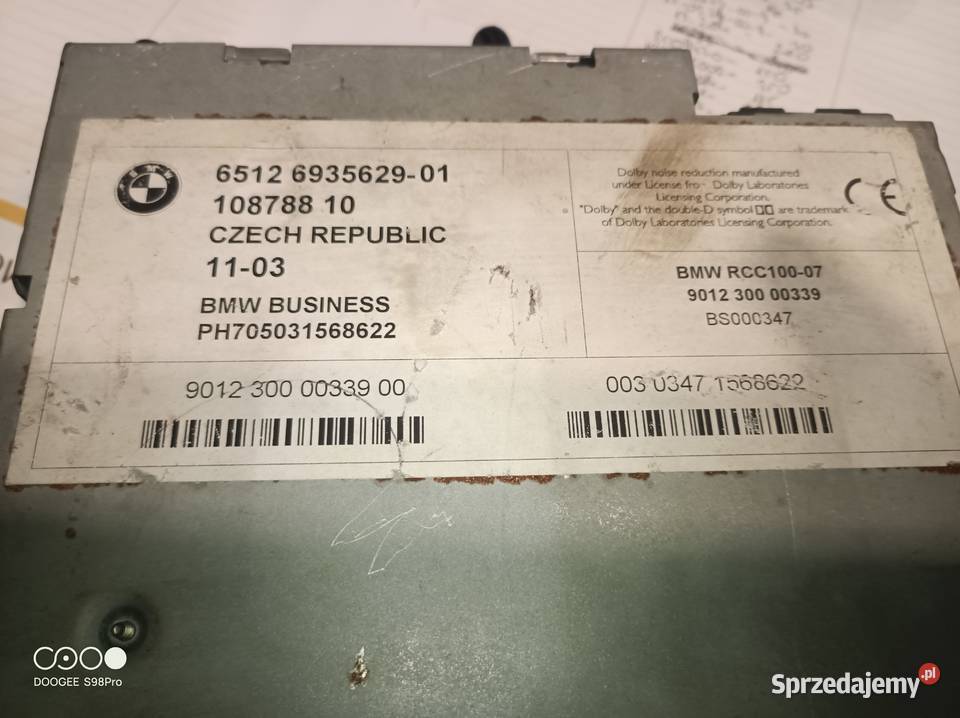 BMW
6512 6935629-01
108788 10
CZECH REPUBLIC
11-03
BMW BUSINESS
PH705031568622
Dolby noise reduction manufactured
under License fro Dolby Laboratories
Licensing Corporation.
"Dolby" and the double-D symbol are trademark
of Dolby Laboratories Licensing Corporation.
CE
BMW RCC100-07
9012 300 00339
BS000347
9012 300 00339 00
003 0347 1568622
DOOGEE S98Pro
Sprzedajemy.pl